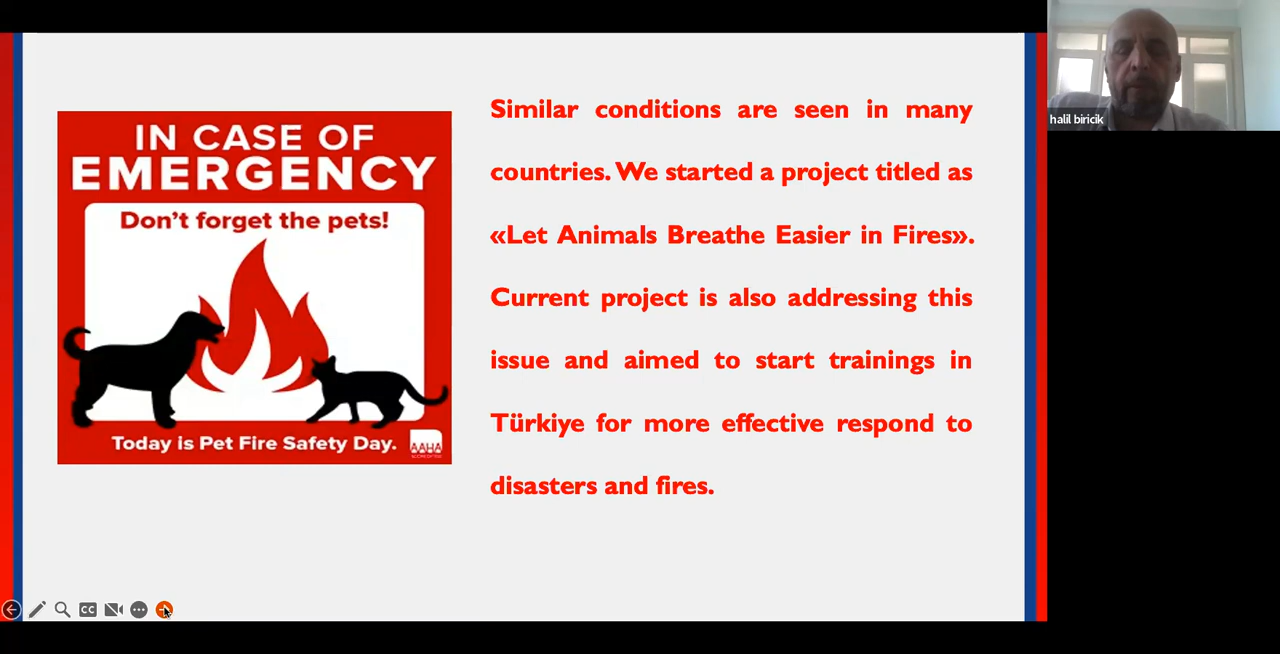 IN CASE OF
EMERGENCY
Don't forget the pets!
Today is Pet Fire Safety Day.
AAHA
Similar conditions are seen in many
countries. We started a project titled as
«Let Animals Breathe Easier in Fires».
Current project is also addressing this
issue and aimed to start trainings in
Türkiye for more effective respond to
disasters and fires.
CC
halil biricik